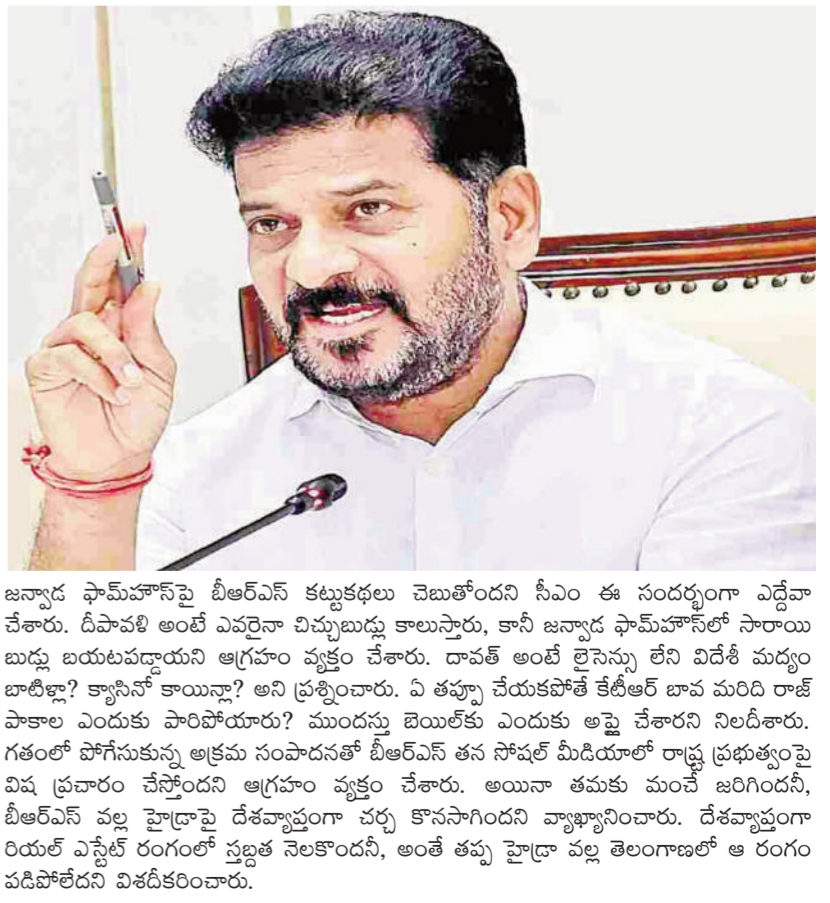 జన్వాడ ఫామ్‌హౌస్‌పై బీఆర్ఎస్ కట్టుకథలు చెబుతోందని సీఎం ఈ సందర్భంగా ఎద్దేవా
చేశారు. దీపావళి అంటే ఎవరైనా చిచ్చుబుడ్లు కాలుస్తారు, కానీ జన్వాడ ఫామ్‌హౌస్‌లో సారాయి
బుడ్లు బయటపడ్డాయని ఆగ్రహం వ్యక్తం చేశారు. దావత్ అంటే లైసెన్సు లేని విదేశీ మద్యం
బాటిళ్లా? క్యాసినో కాయిన్లా? అని ప్రశ్నించారు. ఏ తప్పూ చేయకపోతే కేటీఆర్ బావ మరిది రాజ్
పాకాల ఎందుకు పారిపోయారు? ముందస్తు బెయిల్‌కు ఎందుకు అప్లై చేశారని నిలదీశారు.
గతంలో పోగేసుకున్న అక్రమ సంపాదనతో బీఆర్ఎస్ తన సోషల్ మీడియాలో రాష్ట్ర ప్రభుత్వంపై
విష ప్రచారం చేస్తోందని ఆగ్రహం వ్యక్తం చేశారు. అయినా తమకు మంచే జరిగిందనీ,
బీఆర్ఎస్ వల్ల హైడ్రాపై దేశవ్యాప్తంగా చర్చ కొనసాగిందని వ్యాఖ్యానించారు. దేశవ్యాప్తంగా
రియల్ ఎస్టేట్ రంగంలో స్తబ్దత నెలకొందనీ, అంతే తప్ప హైడ్రా వల్ల తెలంగాణలో ఆ రంగం
పడిపోలేదని విశదీకరించారు.